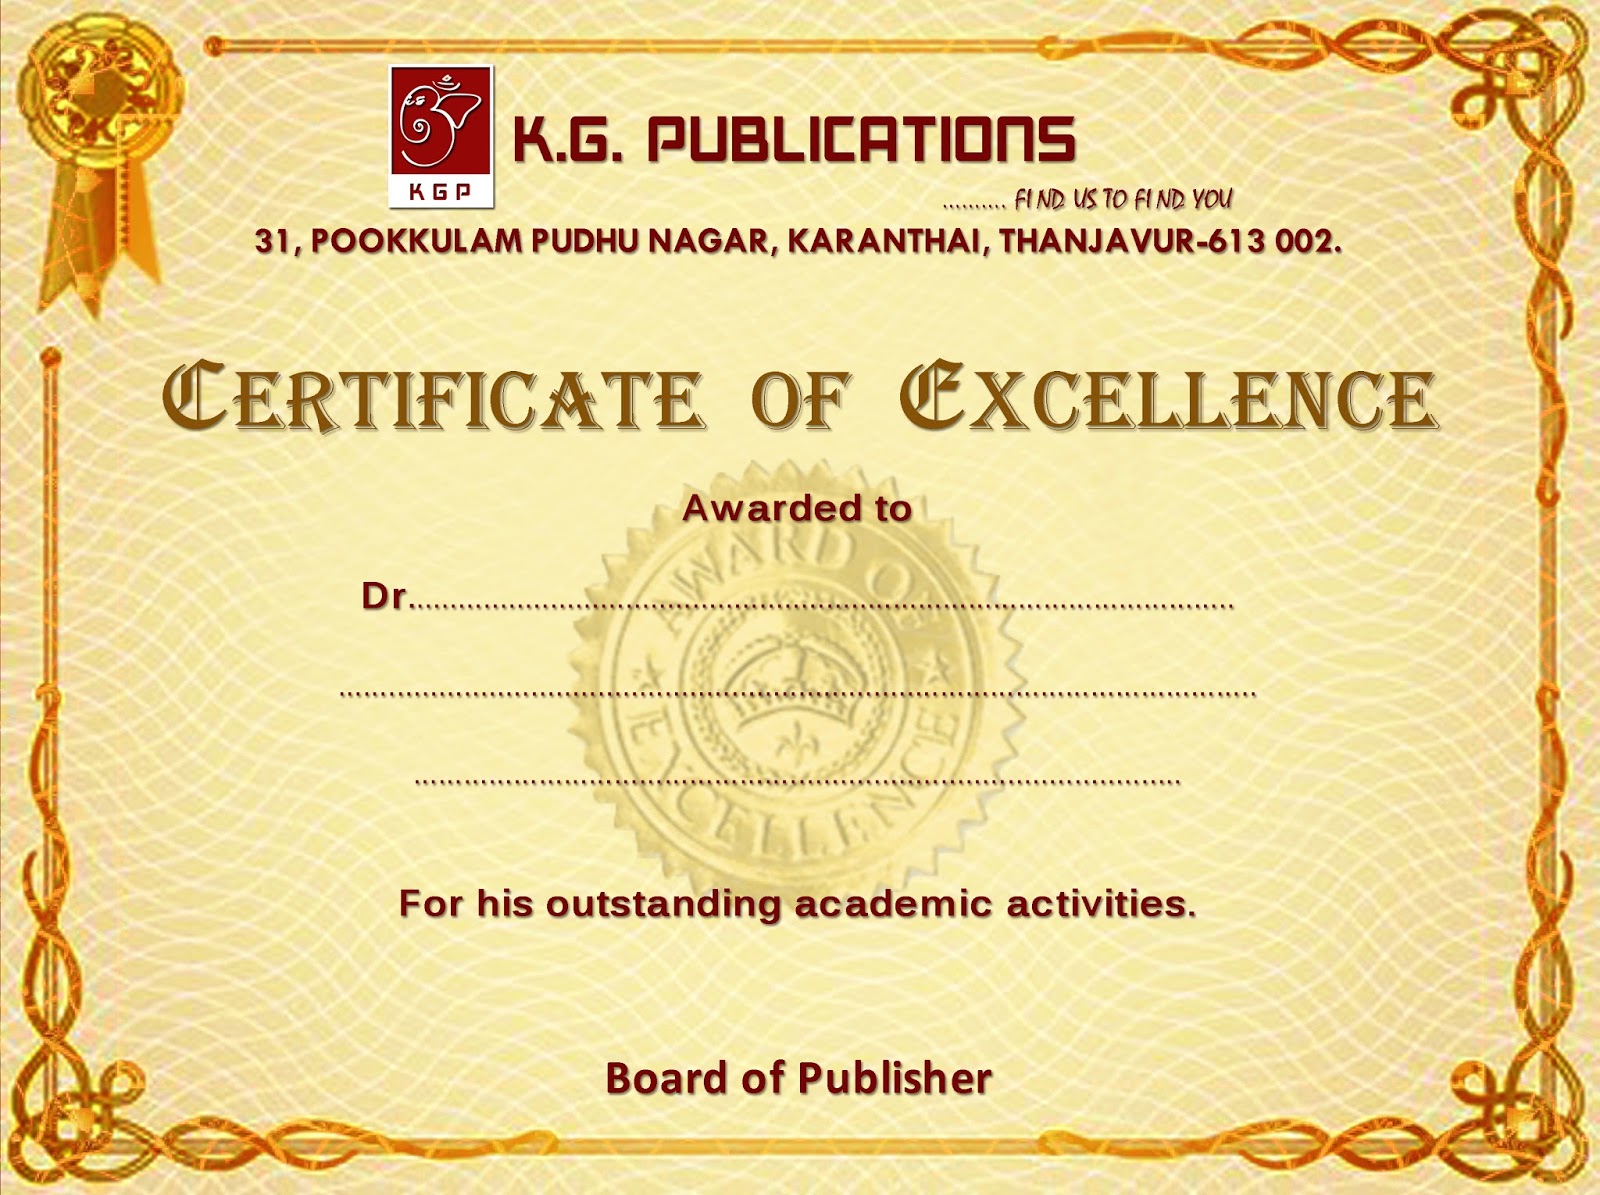 K.G. PUBLICATIONS
KGP
.......... FIND US TO FIND YOU
31, POOKKULAM PUDHU NAGAR, KARANTHAI, THANJAVUR-613 002.
CERTIFICATE OF EXCELLENCE
Awarded to
AWARD OF
Dr....................................................................................................
...............................................................................................................
.............................................................................................
EXCELLENCE
For his outstanding academic activities.
Board of Publisher